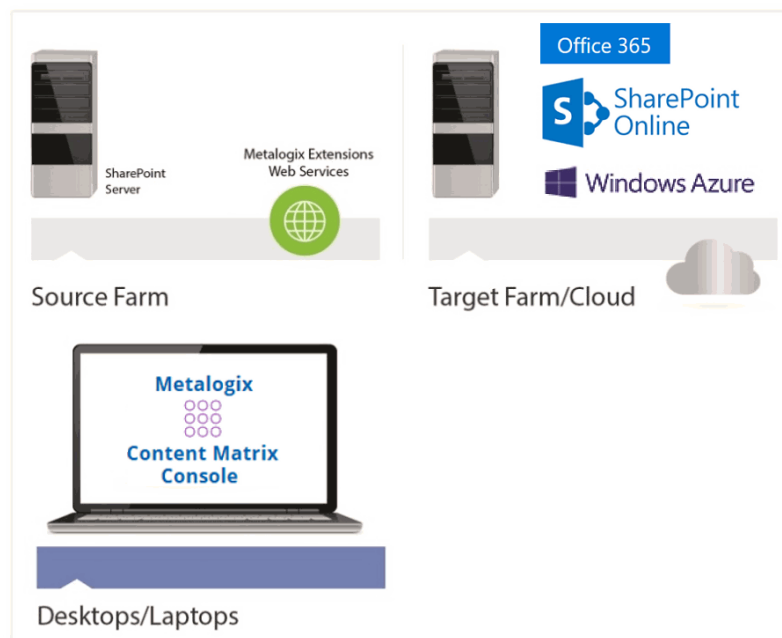 SharePoint
Server
Metalogix Extensions
Web Services
Source Farm
Office 365
S
SharePoint
Online
Windows Azure
Target Farm/Cloud
Metalogix
Content Matrix
Console
Desktops/Laptops